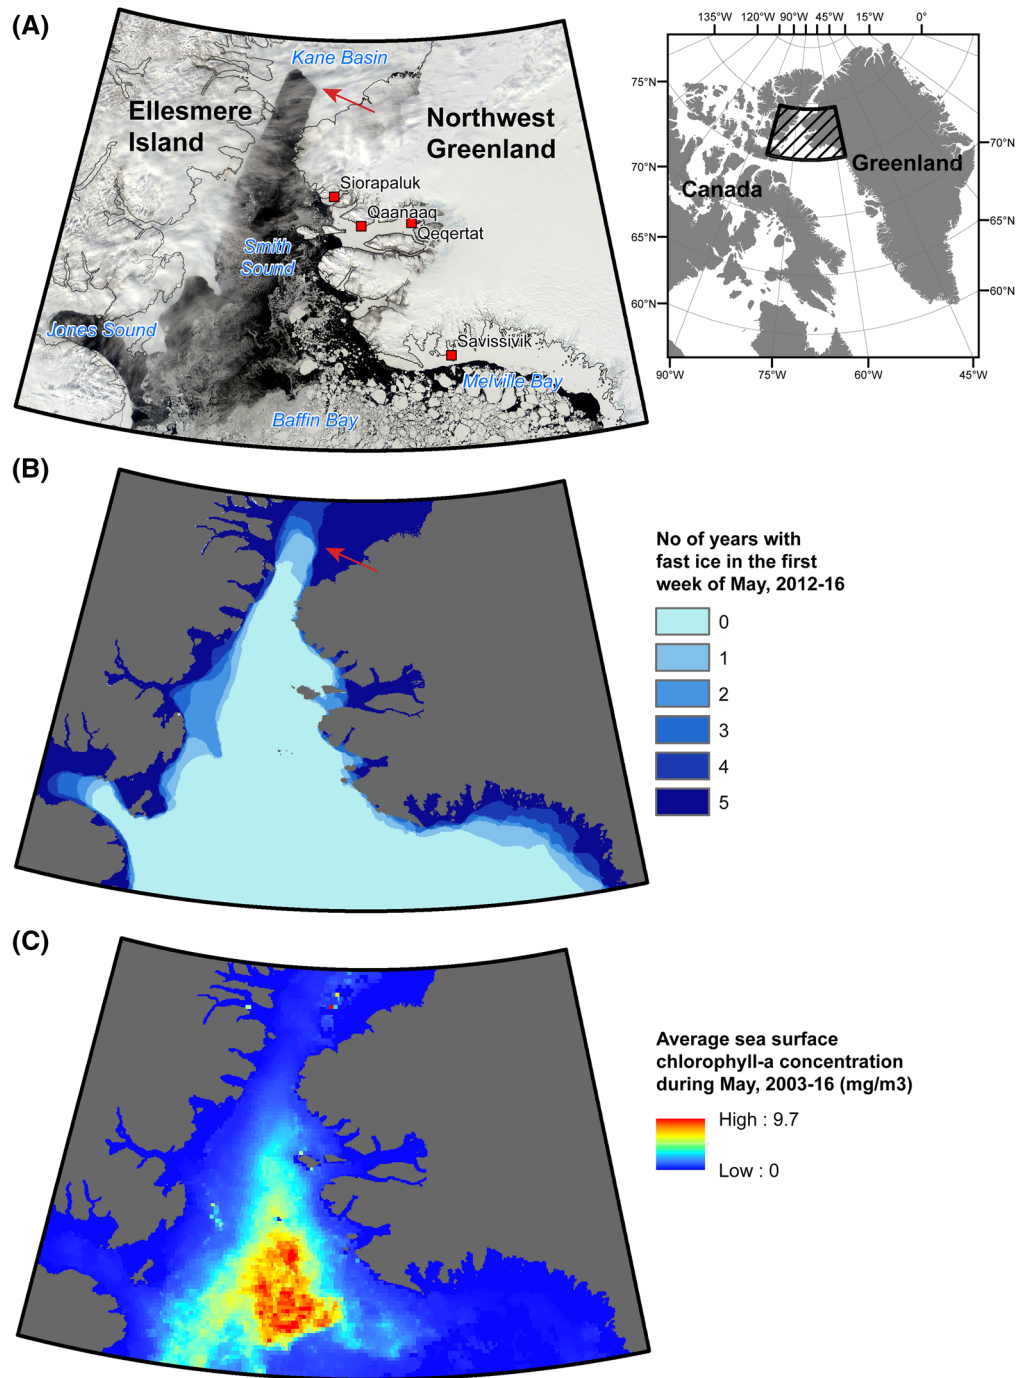 (A)
Kane Basin
Ellesmere
Island
Northwest
Greenland
Siorapaluk
Qaanaaq
Qeqertat
Smith
Sound
Jones Sound
Savissivik
Melville Bay
Baffin Bay
135°W 120°W 90°W 45°W 15°W 0°
75°N
70°N
65°N
60°N
70°N
65°N
60°N
Canada
Greenland
90°W 75°W 60°W 45°W
(B)
No of years with
fast ice in the first
week of May, 2012-16
0
1
2
3
4
5
(C)
Average sea surface
chlorophyll-a concentration
during May, 2003-16 (mg/m3)
High : 9.7
Low : 0